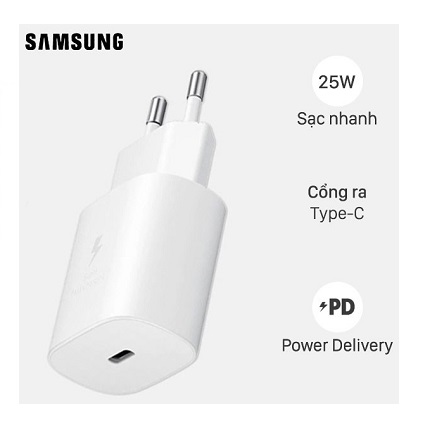 SAMSUNG
25W
Sạc nhanh
Cổng ra
Type-C
PD
Power Delivery